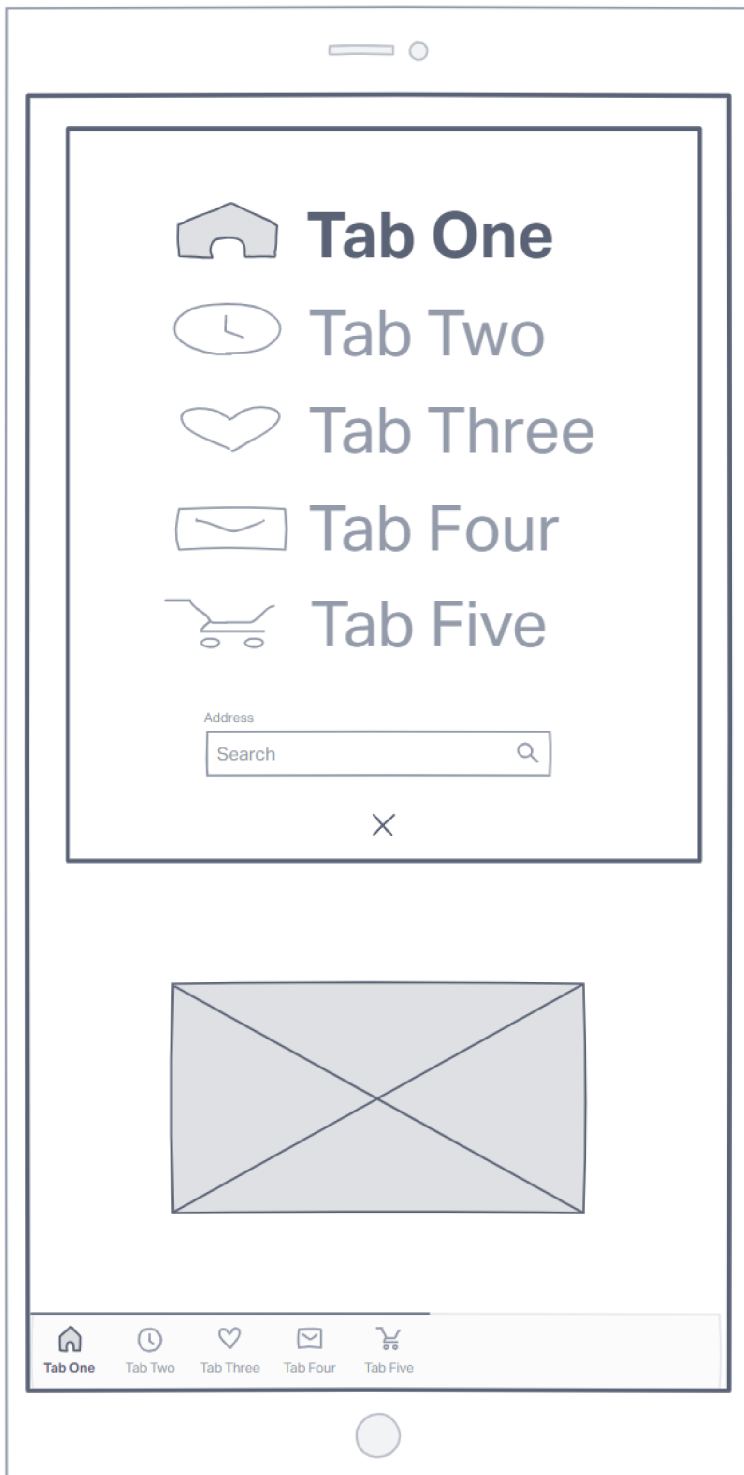 Tab One
Tab Two
Tab Three
Tab Four
Tab Five
Address
Search
Tab One Tab Two Tab Three Tab Four Tab Five